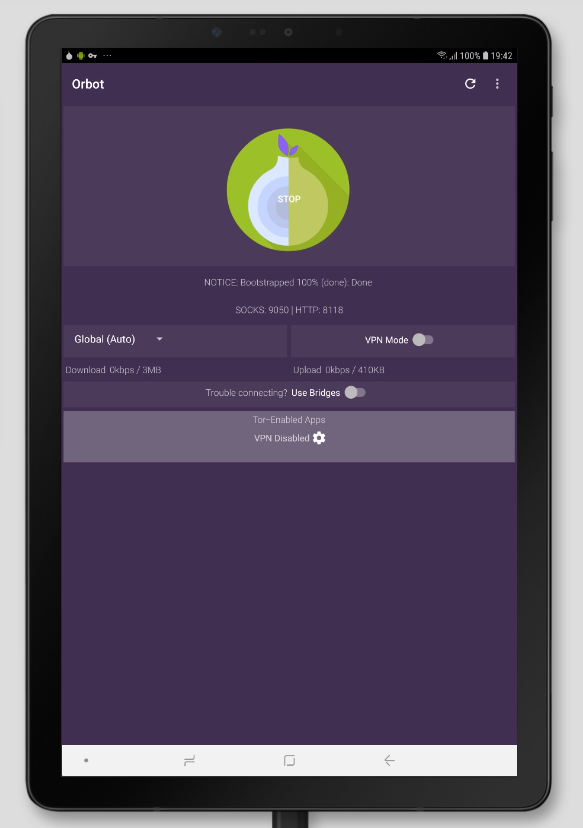 100% 19:42
Orbot
STOP
NOTICE: Bootstrapped 100% (done): Done
SOCKS: 9050 | HTTP: 8118
Global (Auto)
VPN Mode
Download 0kbps / 3MB
Upload 0kbps / 410KB
Trouble connecting? Use Bridges
Tor-Enabled Apps
VPN Disabled